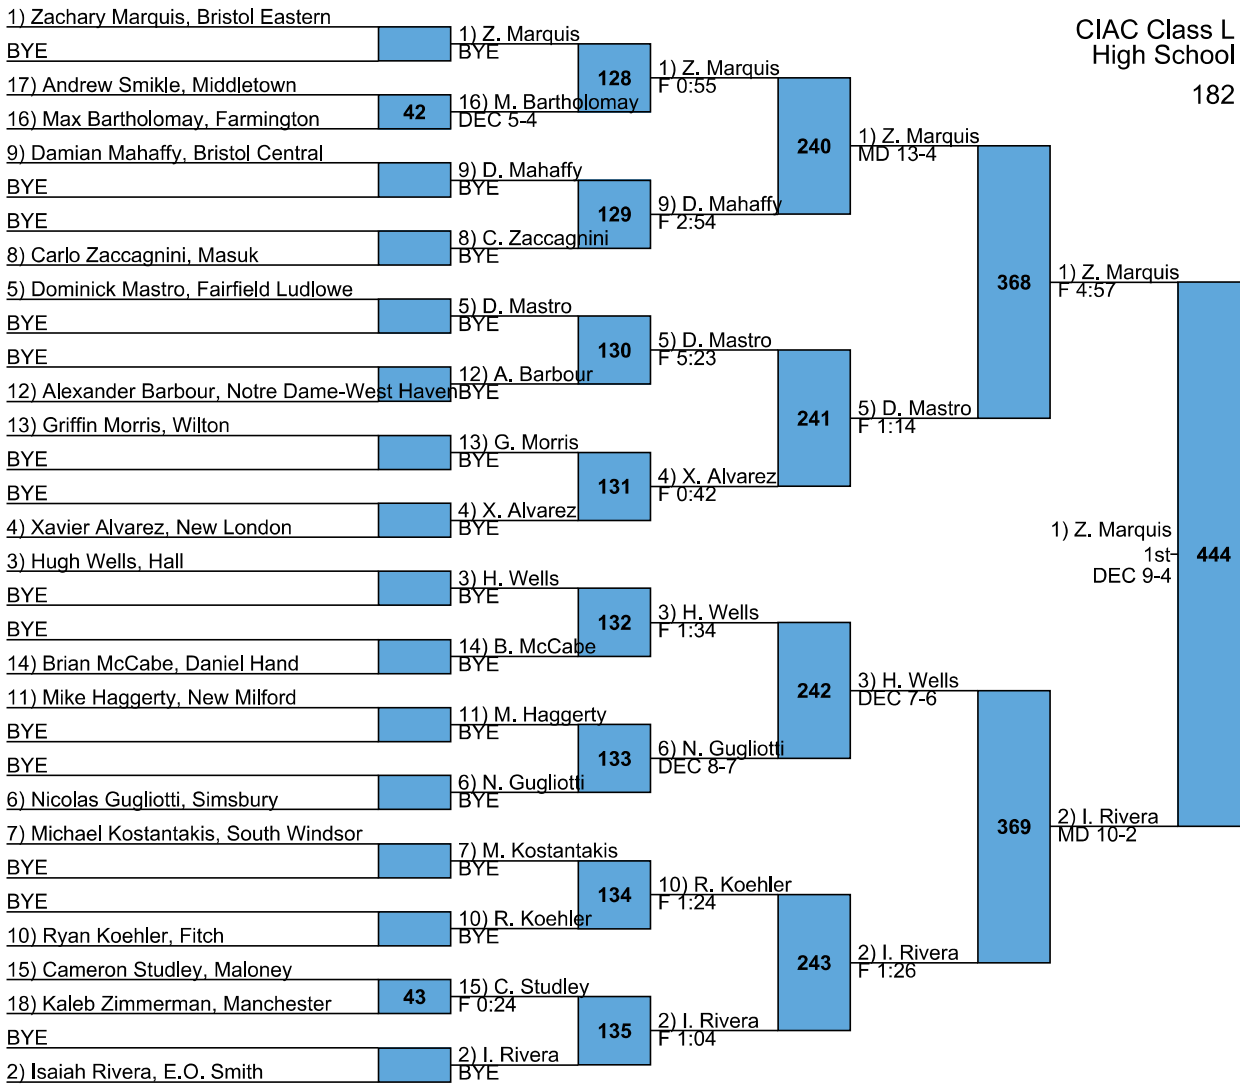 CIAC Class L
High School
182
1) Zachary Marquis, Bristol Eastern
BYE
17) Andrew Smikle, Middletown
16) Max Bartholomay, Farmington
9) Damian Mahaffy, Bristol Central
BYE
BYE
8) Carlo Zaccagnini, Masuk
5) Dominick Mastro, Fairfield Ludlowe
BYE
BYE
12) Alexander Barbour, Notre Dame-West Haven
13) Griffin Morris, Wilton
BYE
BYE
4) Xavier Alvarez, New London
3) Hugh Wells, Hall
BYE
BYE
14) Brian McCabe, Daniel Hand
11) Mike Haggerty, New Milford
BYE
BYE
6) Nicolas Gugliotti, Simsbury
7) Michael Kostantakis, South Windsor
BYE
BYE
10) Ryan Koehler, Fitch
15) Cameron Studley, Maloney
18) Kaleb Zimmerman, Manchester
BYE
2) Isaiah Rivera, E.O. Smith
42
43
1) Z. Marquis
BYE
16) M. Bartholomay
DEC 5-4
9) D. Mahaffy
BYE
8) C. Zaccagnini
BYE
5) D. Mastro
BYE
12) A. Barbour
BYE
13) G. Morris
BYE
4) X. Alvarez
BYE
3) H. Wells
BYE
14) B. McCabe
BYE
11) M. Haggerty
BYE
6) N. Gugliotti
BYE
7) M. Kostantakis
BYE
10) R. Koehler
BYE
15) C. Studley
F 0:24
2) I. Rivera
BYE
128
129
130
131
132
133
134
135
1) Z. Marquis
F 0:55
9) D. Mahaffy
F 2:54
5) D. Mastro
F 5:23
4) X. Alvarez
F 0:42
3) H. Wells
F 1:34
6) N. Gugliotti
DEC 8-7
10) R. Koehler
F 1:24
2) I. Rivera
F 1:04
240
241
242
243
1) Z. Marquis
MD 13-4
5) D. Mastro
F 1:14
3) H. Wells
DEC 7-6
2) I. Rivera
F 1:26
368
369
1) Z. Marquis
F 4:57
2) I. Rivera
MD 10-2
444
1) Z. Marquis
1st
DEC 9-4